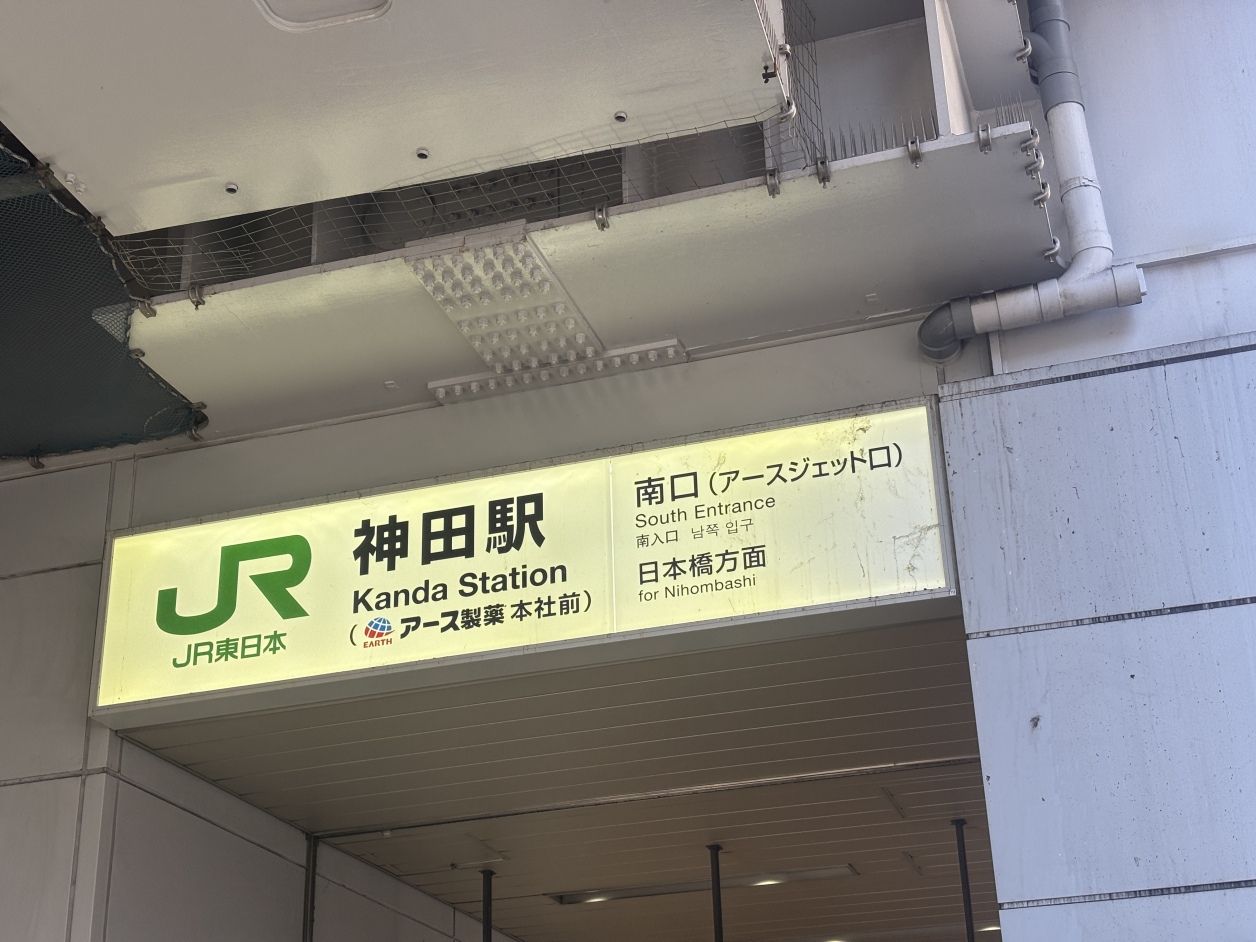 JR
JR東日本
神田駅
Kanda Station
(EARTH アース製薬 本社前)
南口 (アースジェット口)
South Entrance
南入口 남쪽 입구
日本橋方面
for Nihombashi